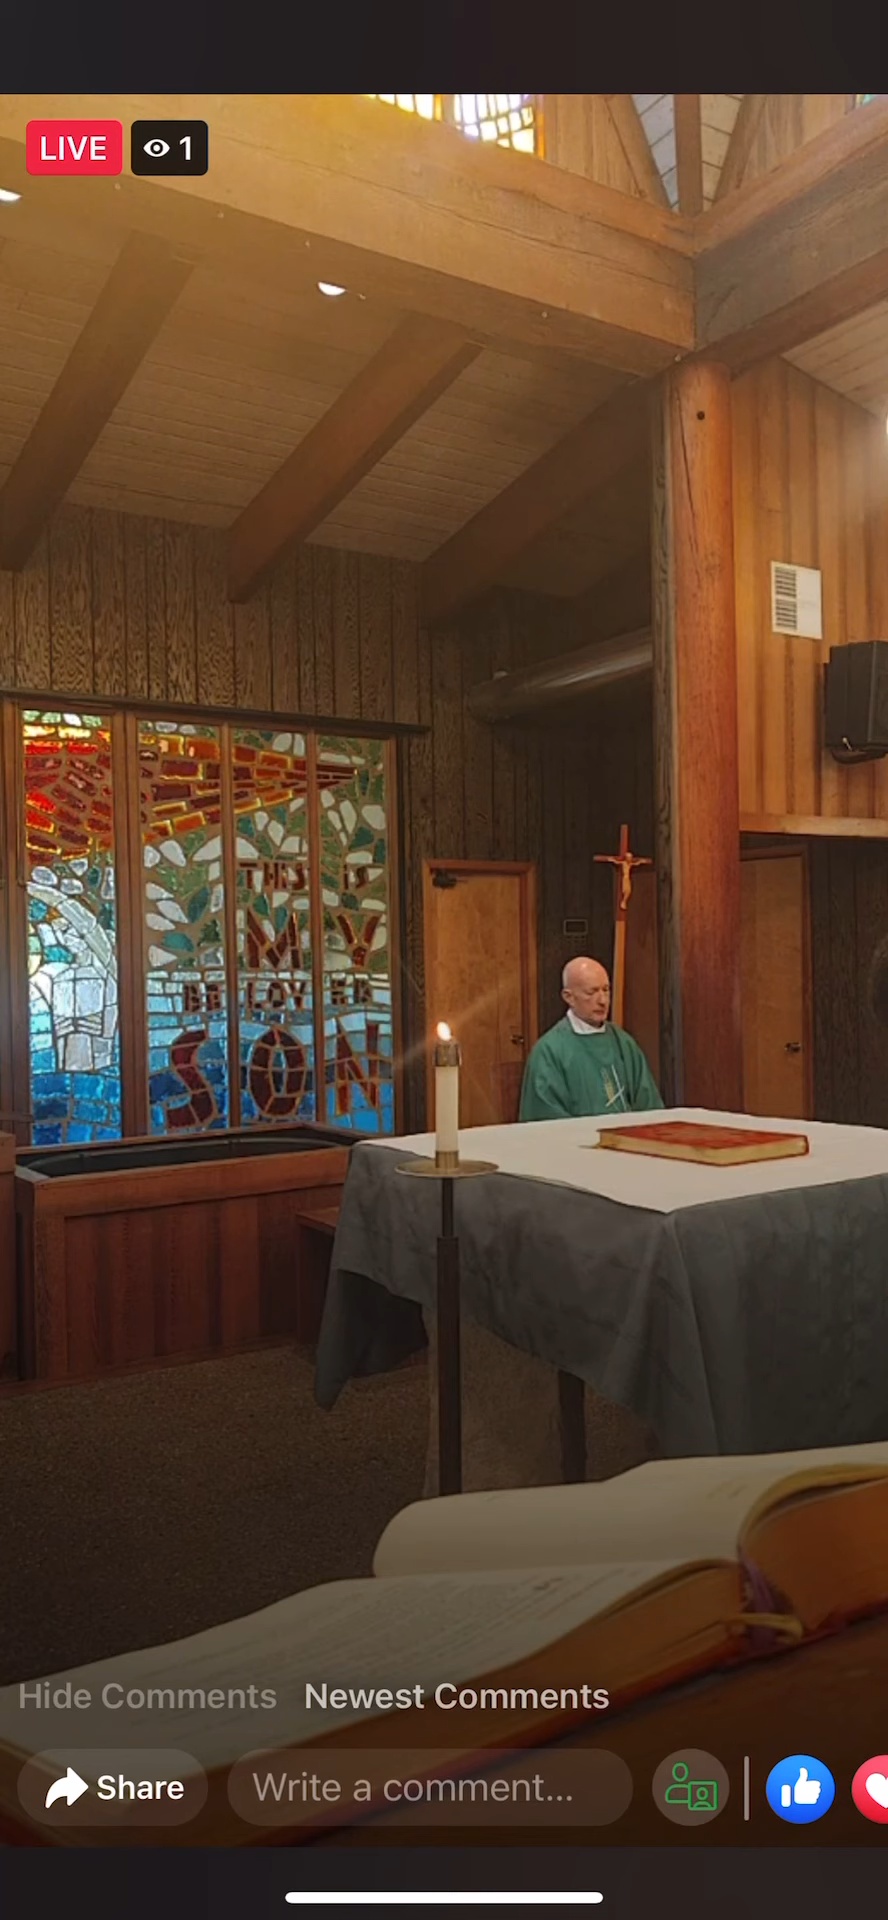 LIVE 1
THIS IS
MY
BELOVED
SON
Hide Comments Newest Comments
Share Write a comment...